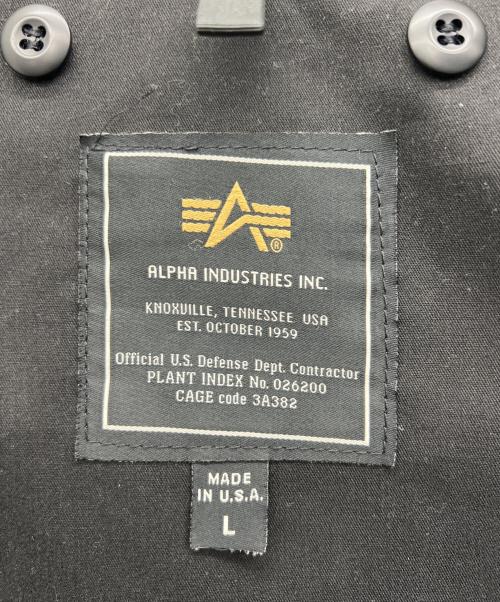 ®
ALPHA INDUSTRIES INC.
KNOXVILLE, TENNESSEE USA
EST. OCTOBER 1959
Official U.S. Defense Dept. Contractor
PLANT INDEX No. 026200
CAGE code 3A382
MADE
IN U.S.A.
L